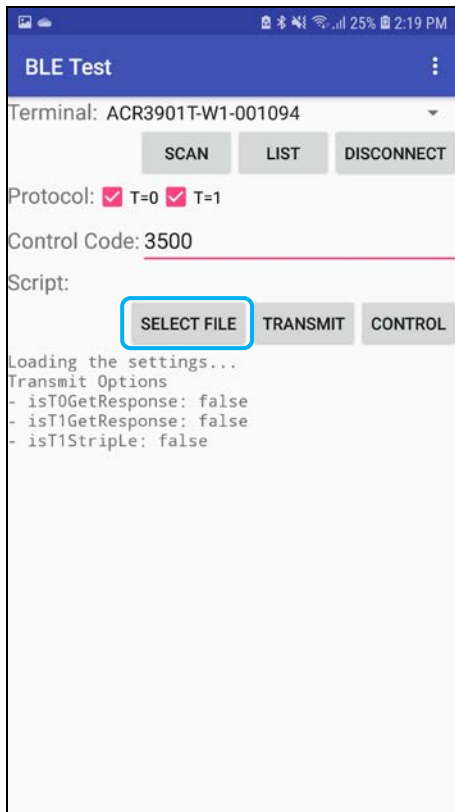 25% 2:19 PM
BLE Test
Terminal: ACR3901T-W1-001094
SCAN LIST DISCONNECT
Protocol: T=0 T=1
Control Code: 3500
Script:
SELECT FILE TRANSMIT CONTROL
Loading the settings...
Transmit Options
- isT0GetResponse: false
- isT1GetResponse: false
- isT1StripLe: false